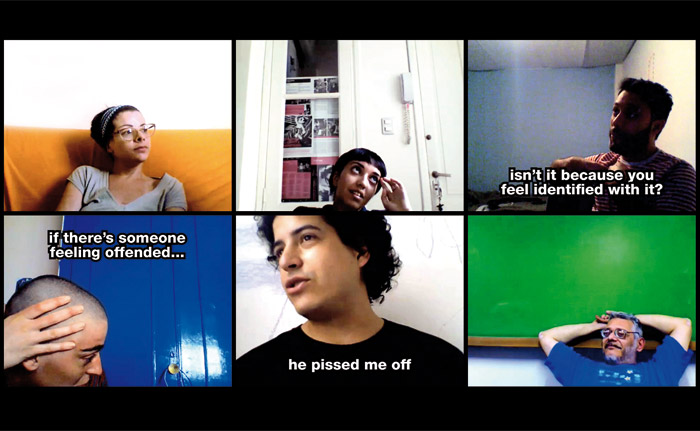 isn't it because you
feel identified with it?
if there's someone
feeling offended...
he pissed me off